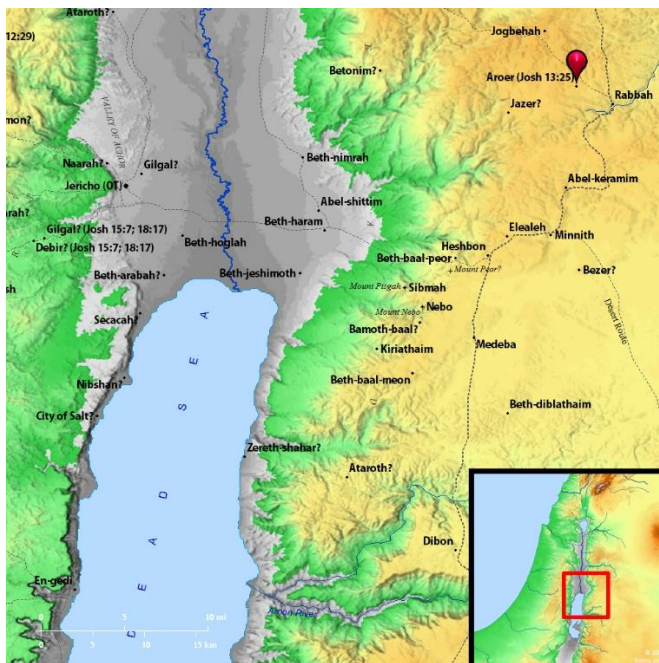 Ataroth?
12:29)
Jogbehah
Betonim?
Aroer (Josh 13:25)
Rabbah
Jazer?
VALLEY OF ACHOR
Beth-nimrah
Naarah?
Gilgal?
Jericho (OT)
Abel-keramim
Abel-shittim
Beth-haram
Gilgal? (Josh 15:7; 18:17)
Debir? (Josh 15:7; 18:17)
Beth-hoglah
Elealeh
Minnith
Heshbon
Beth-baal-peor
Mount Peor?
Bezer?
Beth-arabah?
Beth-jeshimoth
Mount Pisgah
Sibmah
Nebo
Mount Nebo
Secacah?
Bamoth-baal?
Desert Route
Kiriathaim
Medeba
Nibshan?
Beth-baal-meon
City of Salt?
Beth-diblathaim
Zereth-shahar?
Ataroth?
DEAD SEA
Dibon
En-gedi
Arnon River
0 5 10 mi
0 5 10 15 km